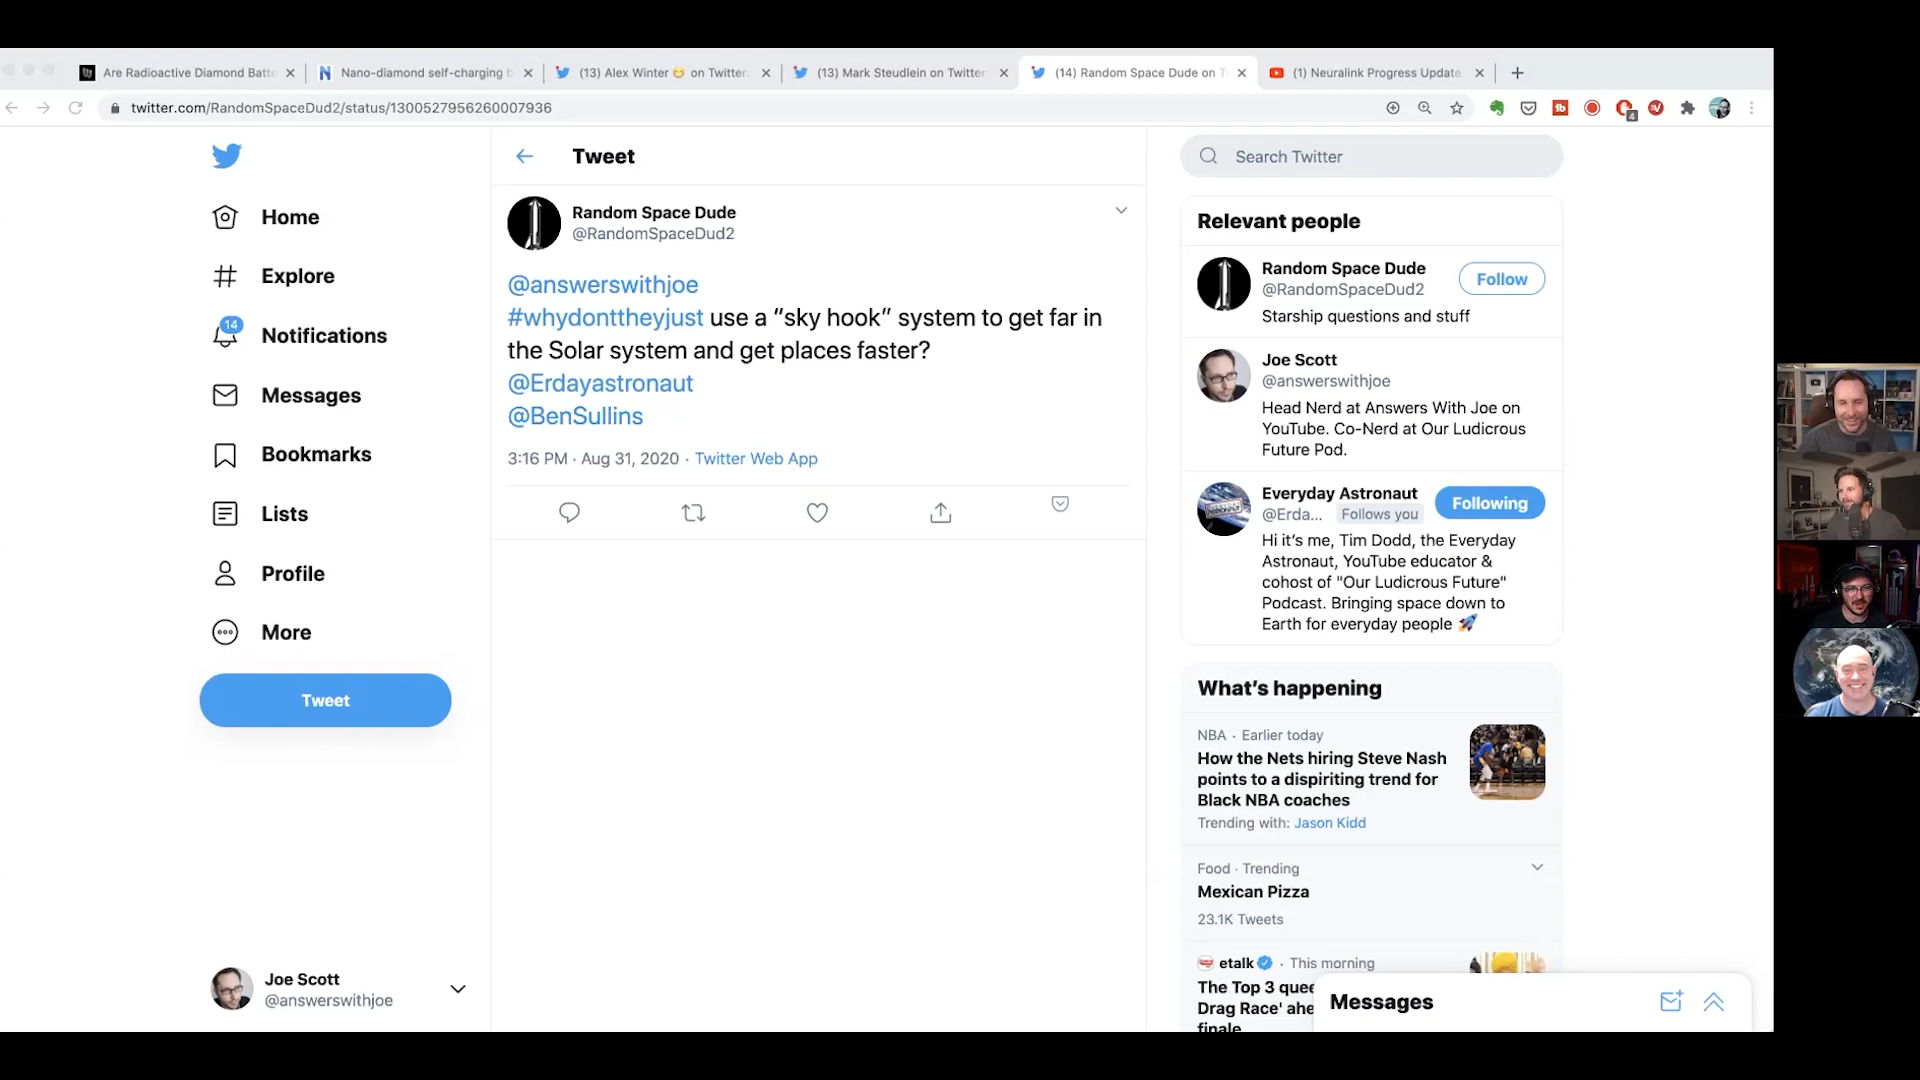 Are Radioactive Diamond Batte
Nano-diamond self-charging b
(13) Alex Winter 😁 on Twitter:
(13) Mark Steudlein on Twitter
(14) Random Space Dude on T
(1) Neuralink Progress Update
twitter.com/RandomSpaceDud2/status/1300527956260007936
4
Home
Explore
14
Notifications
Messages
Bookmarks
Lists
Profile
More
Tweet
Joe Scott
@answerswithjoe
Tweet
Random Space Dude
@RandomSpaceDud2
@answerswithjoe
#whydonttheyjust use a “sky hook” system to get far in
the Solar system and get places faster?
@Erdayastronaut
@BenSullins
3:16 PM · Aug 31, 2020 · Twitter Web App
Search Twitter
Relevant people
Random Space Dude
@RandomSpaceDud2
Follow
Starship questions and stuff
Joe Scott
@answerswithjoe
Head Nerd at Answers With Joe on
YouTube. Co-Nerd at Our Ludicrous
Future Pod.
Everyday Astronaut
@Erda... Follows you
Following
Hi it’s me, Tim Dodd, the Everyday
Astronaut, YouTube educator &
cohost of "Our Ludicrous Future"
Podcast. Bringing space down to
Earth for everyday people 🚀
What’s happening
NBA · Earlier today
How the Nets hiring Steve Nash
points to a dispiriting trend for
Black NBA coaches
Trending with: Jason Kidd
Food · Trending
Mexican Pizza
23.1K Tweets
etalk · This morning
The Top 3 quee
Drag Race' ahe
finale
Messages